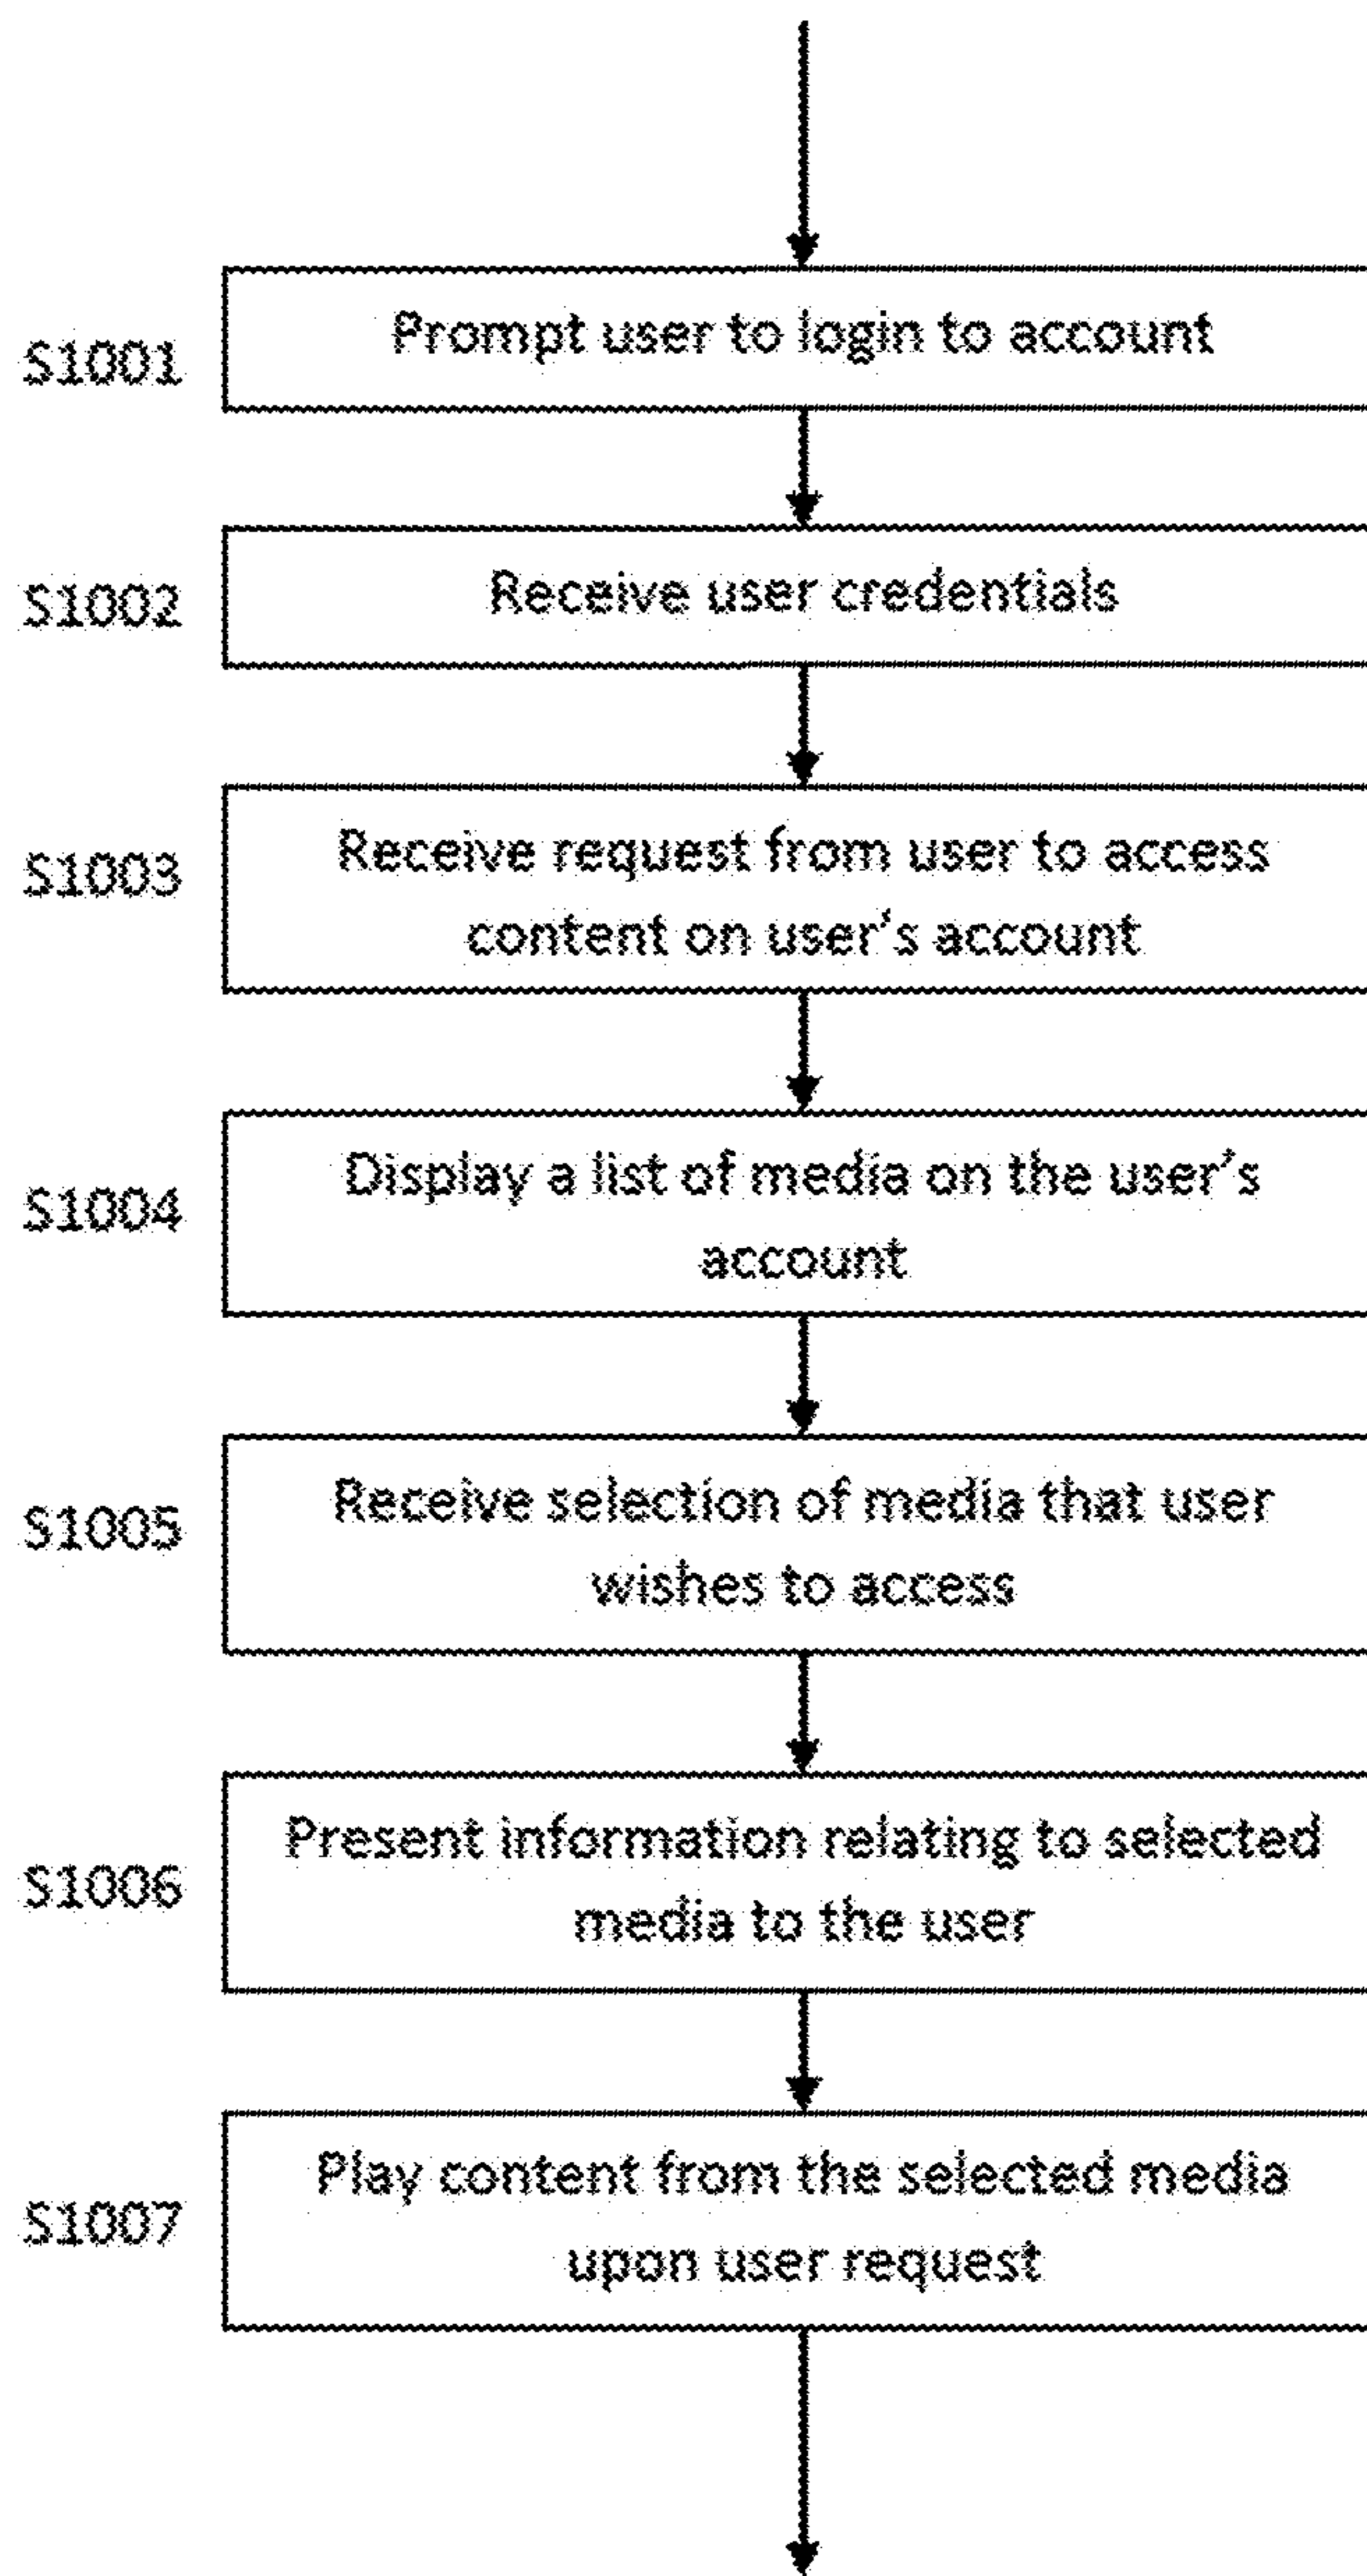 S1001
Prompt user to login to account
S1002
Receive user credentials
S1003
Receive request from user to access
content on user's account
S1004
Display a list of media on the user's
account
S1005
Receive selection of media that user
wishes to access
S1006
Present information relating to selected
media to the user
S1007
Play content from the selected media
upon user request